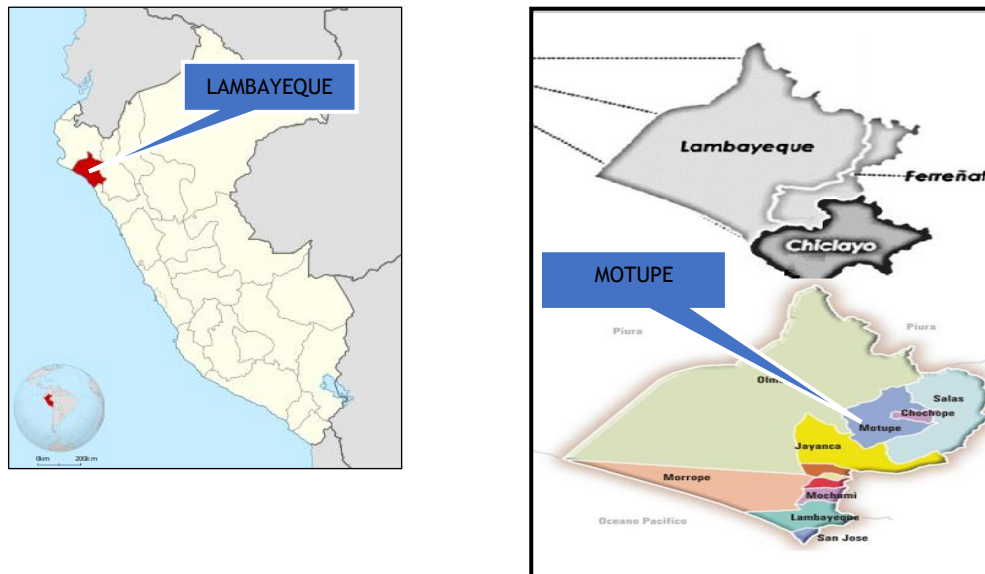 LAMBAYEQUE
0km 200km
Lambayeque
Ferreñaf
Chiclayo
MOTUPE
Piura
Piura
Olm
Salas
Chochope
Motupe
Jayanca
Morrope
Mochumi
Lambayeque
Oceano Pacifico
San Jose